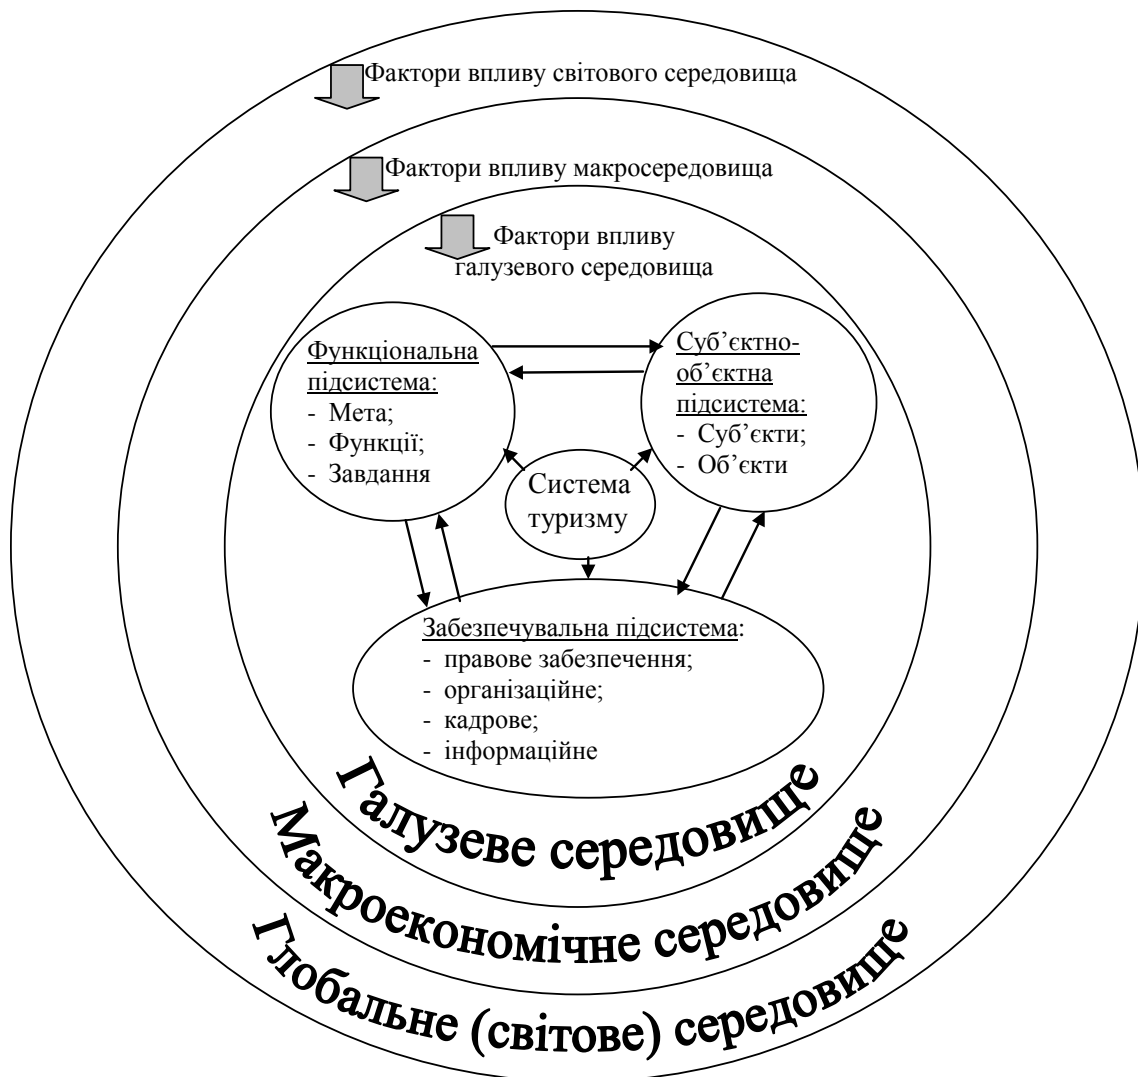 Фактори впливу світового середовища
Фактори впливу макросередовища
Фактори впливу
галузевого середовища
Функціональна
підсистема:
- Мета;
- Функції;
- Завдання
Суб’єктно-
об’єктна
підсистема:
- Суб’єкти;
- Об’єкти
Система
туризму
Забезпечувальна підсистема:
- правове забезпечення;
- організаційне;
- кадрове;
- інформаційне
Галузеве середовище
Макроекономічне середовище
Глобальне (світове) середовище